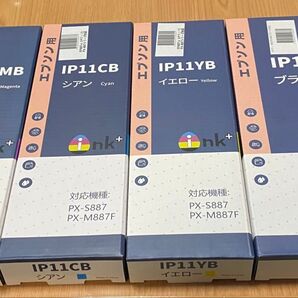 MB
Magenta
エプソン用
IP11CB
シアン Cyan
ink+
対応機種:
PX-S887
PX-M887F
IP11CB
シアン
エプソン用
IP11YB
イエロー Yellow
ink+
対応機種:
PX-S887
PX-M887F
IP11YB
イエロー
エプソン用
IP1
ブラ